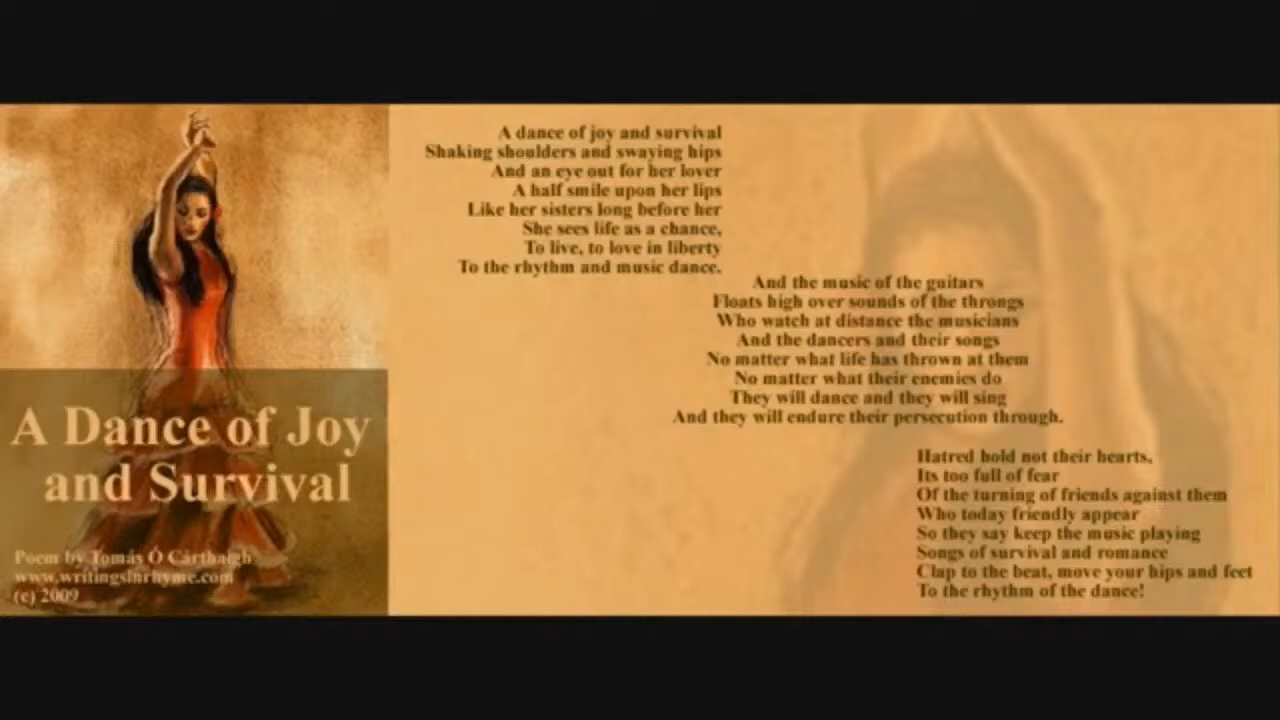 A Dance of Joy
and Survival
Poem by Tomás Ó Cárthaigh
www.writingsinrhyme.com
(c) 2009
A dance of joy and survival
Shaking shoulders and swaying hips
And an eye out for her lover
A half smile upon her lips
Like her sisters long before her
She sees life as a chance,
To live, to love in liberty
To the rhythm and music dance.
And the music of the guitars
Floats high over sounds of the throngs
Who watch at distance the musicians
And the dancers and their songs
No matter what life has thrown at them
No matter what their enemies do
They will dance and they will sing
And they will endure their persecution through.
Hatred hold not their hearts,
Its too full of fear
Of the turning of friends against them
Who today friendly appear
So they say keep the music playing
Songs of survival and romance
Clap to the beat, move your hips and feet
To the rhythm of the dance!